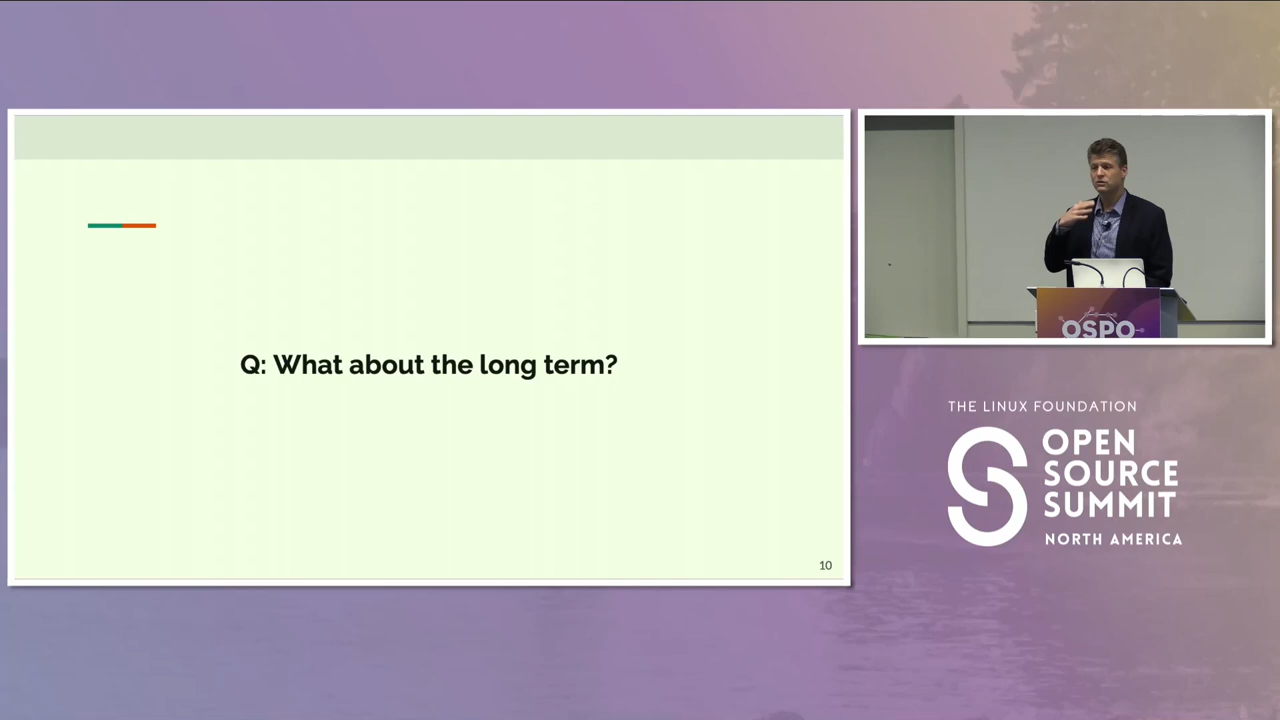 Q: What about the long term?
10
OSPO
THE LINUX FOUNDATION
OPEN
SOURCE
SUMMIT
NORTH AMERICA